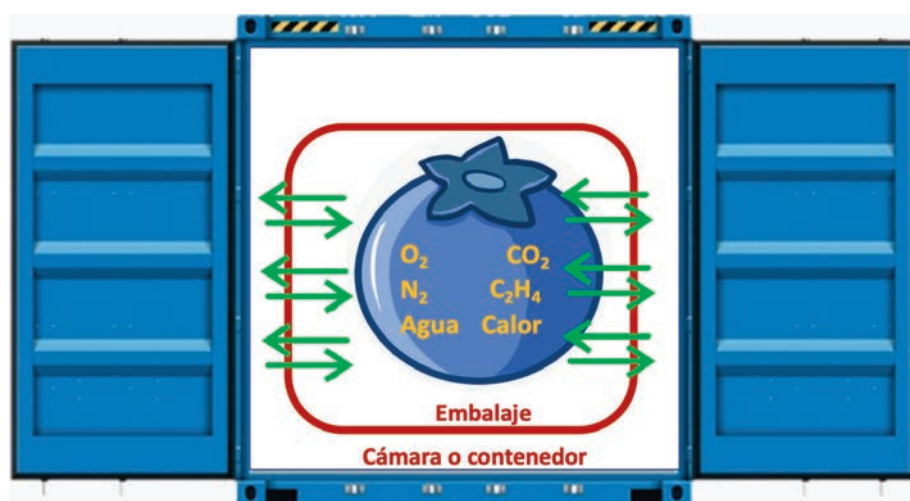 O₂ CO₂
N₂ C₂H₄
Agua Calor
Embalaje
Cámara o contenedor